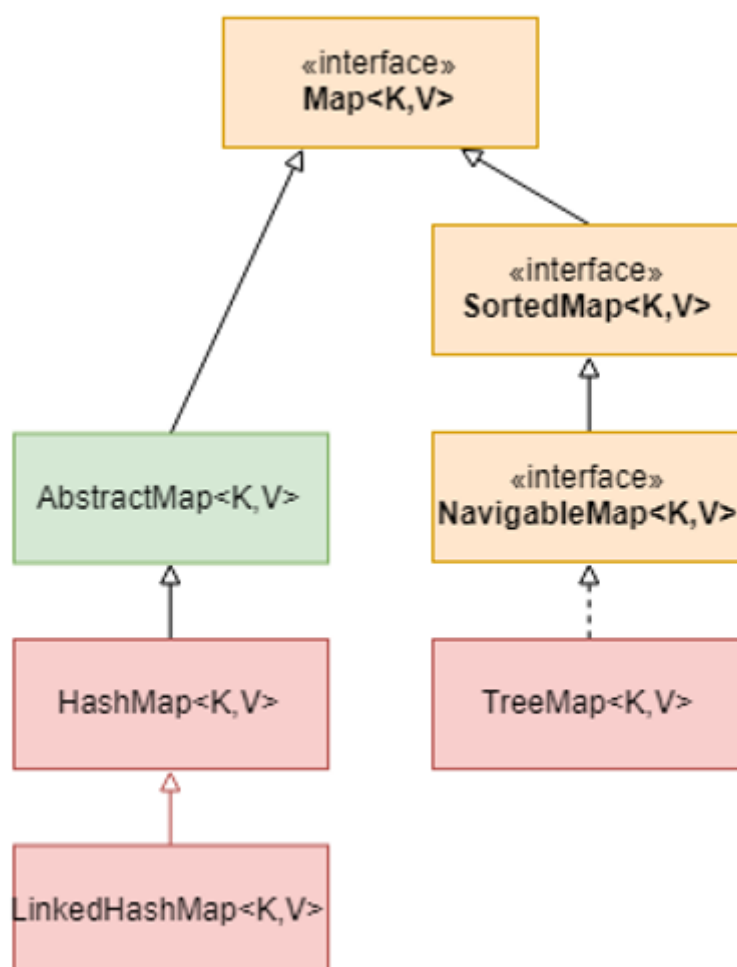 «interface»
Map<K,V>
«interface»
SortedMap<K,V>
AbstractMap<K,V>
«interface»
NavigableMap<K,V>
HashMap<K,V>
TreeMap<K,V>
LinkedHashMap<K,V>